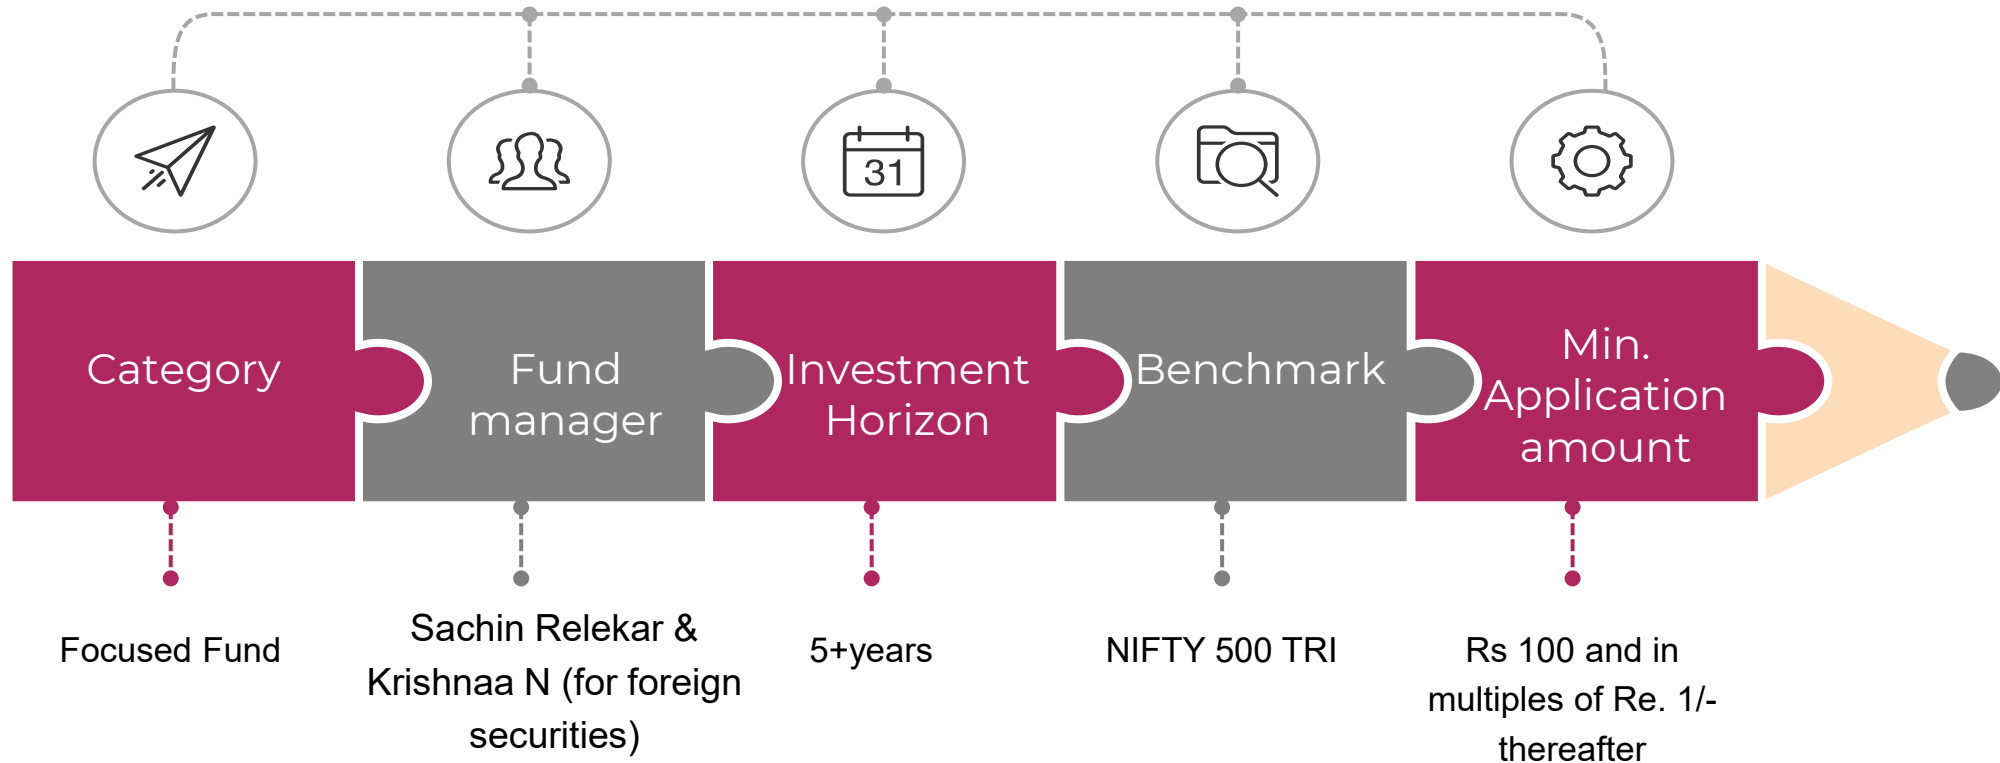 31
Category
Fund
manager
Investment
Horizon
Benchmark
Min.
Application
amount
Focused Fund
Sachin Relekar &
Krishnaa N (for foreign
securities)
5+years
NIFTY 500 TRI
Rs 100 and in
multiples of Re. 1/-
thereafter